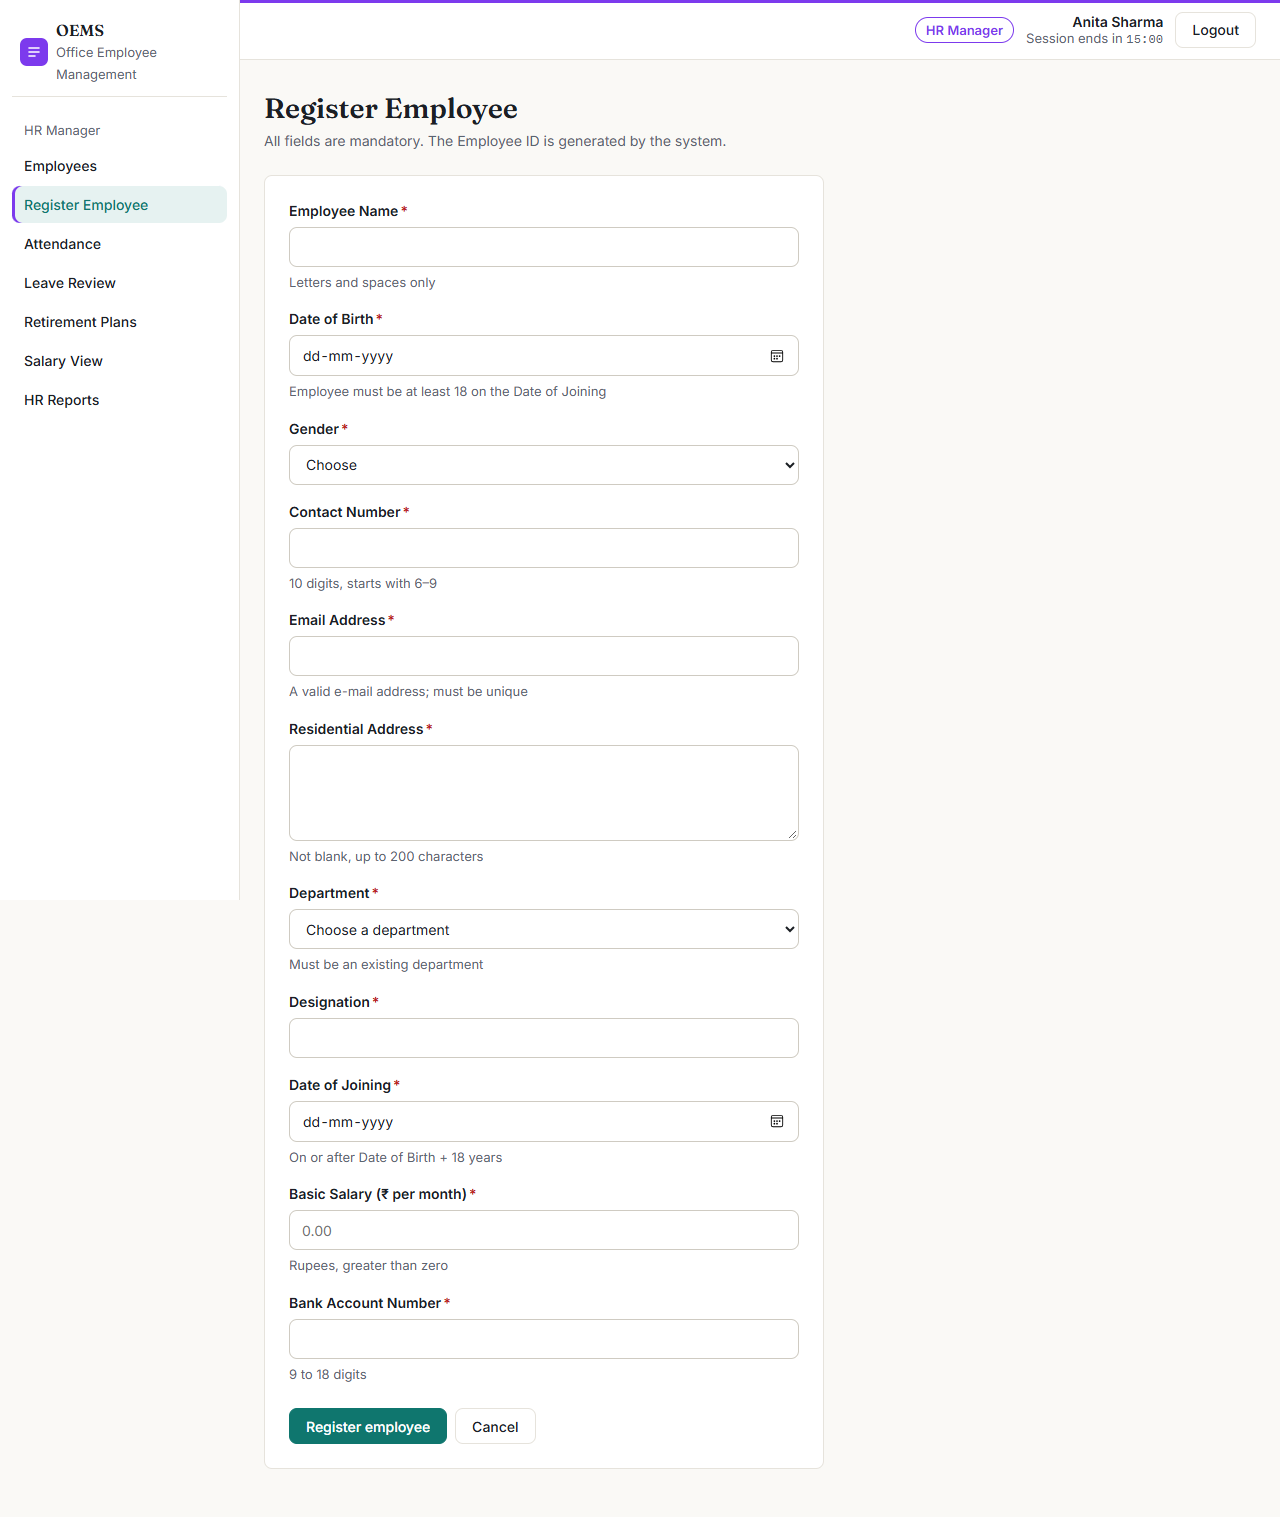 OEMS
Office Employee
Management
HR Manager
Employees
Register Employee
Attendance
Leave Review
Retirement Plans
Salary View
HR Reports
HR Manager
Anita Sharma
Session ends in 15:00
Logout
Register Employee
All fields are mandatory. The Employee ID is generated by the system.
Employee Name *
Letters and spaces only
Date of Birth *
dd-mm-yyyy
Employee must be at least 18 on the Date of Joining
Gender *
Choose
Contact Number *
10 digits, starts with 6–9
Email Address *
A valid e-mail address; must be unique
Residential Address *
Not blank, up to 200 characters
Department *
Choose a department
Must be an existing department
Designation *
Date of Joining *
dd-mm-yyyy
On or after Date of Birth + 18 years
Basic Salary (₹ per month) *
0.00
Rupees, greater than zero
Bank Account Number *
9 to 18 digits
Register employee
Cancel